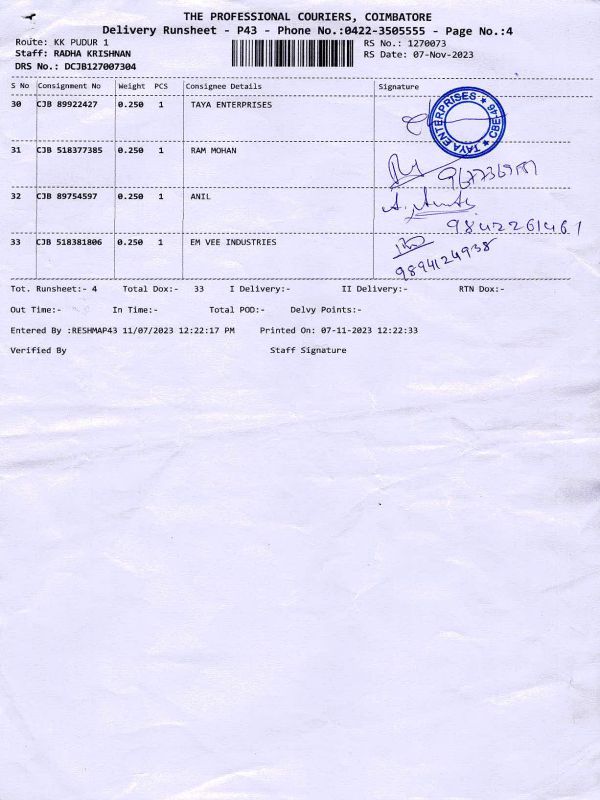 THE PROFESSIONAL COURIERS, COIMBATORE
Delivery Runsheet - P43 - Phone No.:0422-3505555 - Page No.:4
Route: KK PUDUR 1
RS No.: 1270073
Staff: RADHA KRISHNAN
RS Date: 07-Nov-2023
DRS No.: DCJB127007304
S No Consignment No Weight PCS Consignee Details Signature
30 CJB 89922427 0.250 1 TAYA ENTERPRISES
TAYA ENTERPRISES ★ CBE-46 ★
31 CJB 518377385 0.250 1 RAM MOHAN
32 CJB 89754597 0.250 1 ANIL
9842261461
33 CJB 518381806 0.250 1 EM VEE INDUSTRIES
9894124938
Tot. Runsheet:- 4 Total Dox:- 33 I Delivery:- II Delivery:- RTN Dox:-
Out Time:- In Time:- Total POD:- Delvy Points:-
Entered By :RESHMAP43 11/07/2023 12:22:17 PM Printed On: 07-11-2023 12:22:33
Verified By Staff Signature